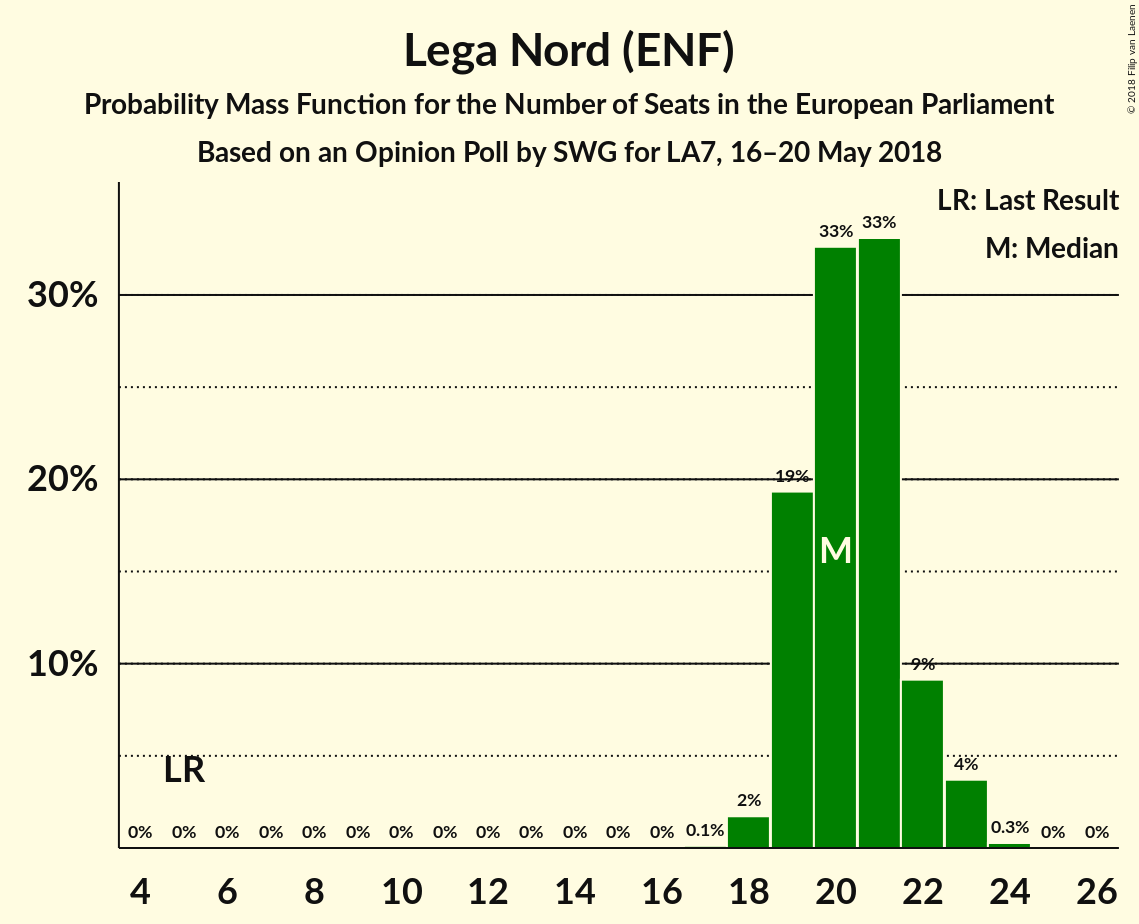 © 2018 Filip van Laenen
Lega Nord (ENF)
Probability Mass Function for the Number of Seats in the European Parliament
Based on an Opinion Poll by SWG for LA7, 16–20 May 2018
LR: Last Result
M: Median
30%
20%
10%
33% 33%
19%
M
9%
LR
4%
2%
0% 0% 0% 0% 0% 0% 0% 0% 0% 0% 0% 0% 0% 0.1% 0.3% 0% 0%
4 6 8 10 12 14 16 18 20 22 24 26